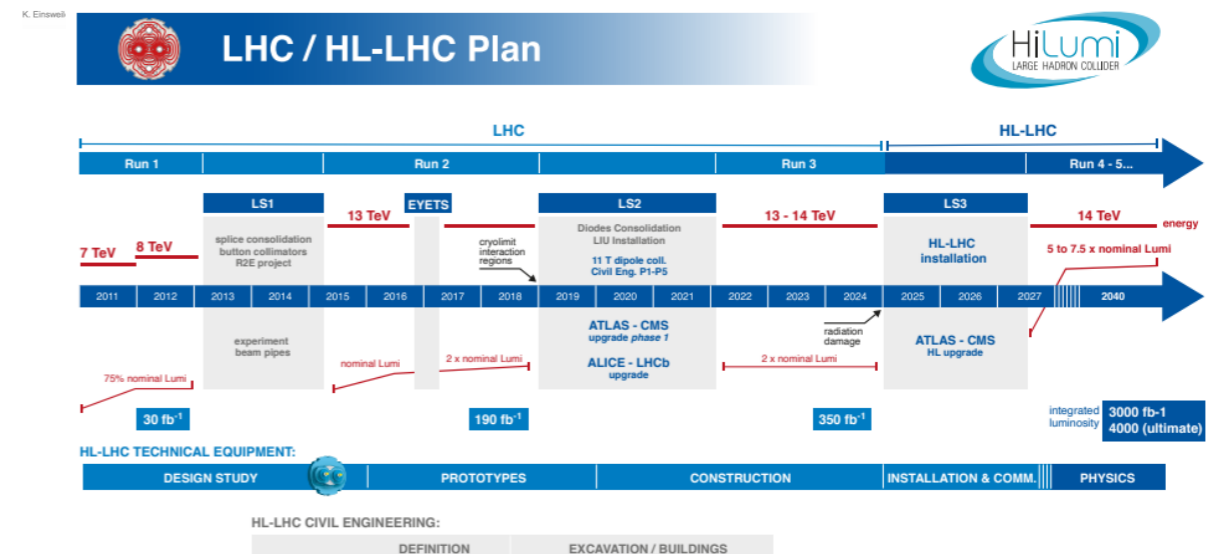 K. Einsweil
LHC / HL-LHC Plan
HiLumi
LARGE HADRON COLLIDER
LHC
HL-LHC
Run 1
Run 2
Run 3
Run 4 - 5...
LS1
EYETS
LS2
LS3
13 TeV
13 - 14 TeV
14 TeV
energy
7 TeV
8 TeV
splice consolidation
button collimators
R2E project
cryolimit
interaction
regions
Diodes Consolidation
LIU Installation
11 T dipole coll.
Civil Eng. P1-P5
HL-LHC
installation
5 to 7.5 x nominal Lumi
2011
2012
2013
2014
2015
2016
2017
2018
2019
2020
2021
2022
2023
2024
2025
2026
2027
2040
experiment
beam pipes
ATLAS - CMS
upgrade phase 1
ALICE - LHCb
upgrade
radiation
damage
ATLAS - CMS
HL upgrade
75% nominal Lumi
nominal Lumi
2 x nominal Lumi
2 x nominal Lumi
30 fb-1
190 fb-1
350 fb-1
integrated
luminosity
3000 fb-1
4000 (ultimate)
HL-LHC TECHNICAL EQUIPMENT:
DESIGN STUDY
PROTOTYPES
CONSTRUCTION
INSTALLATION & COMM.
PHYSICS
HL-LHC CIVIL ENGINEERING:
DEFINITION
EXCAVATION / BUILDINGS